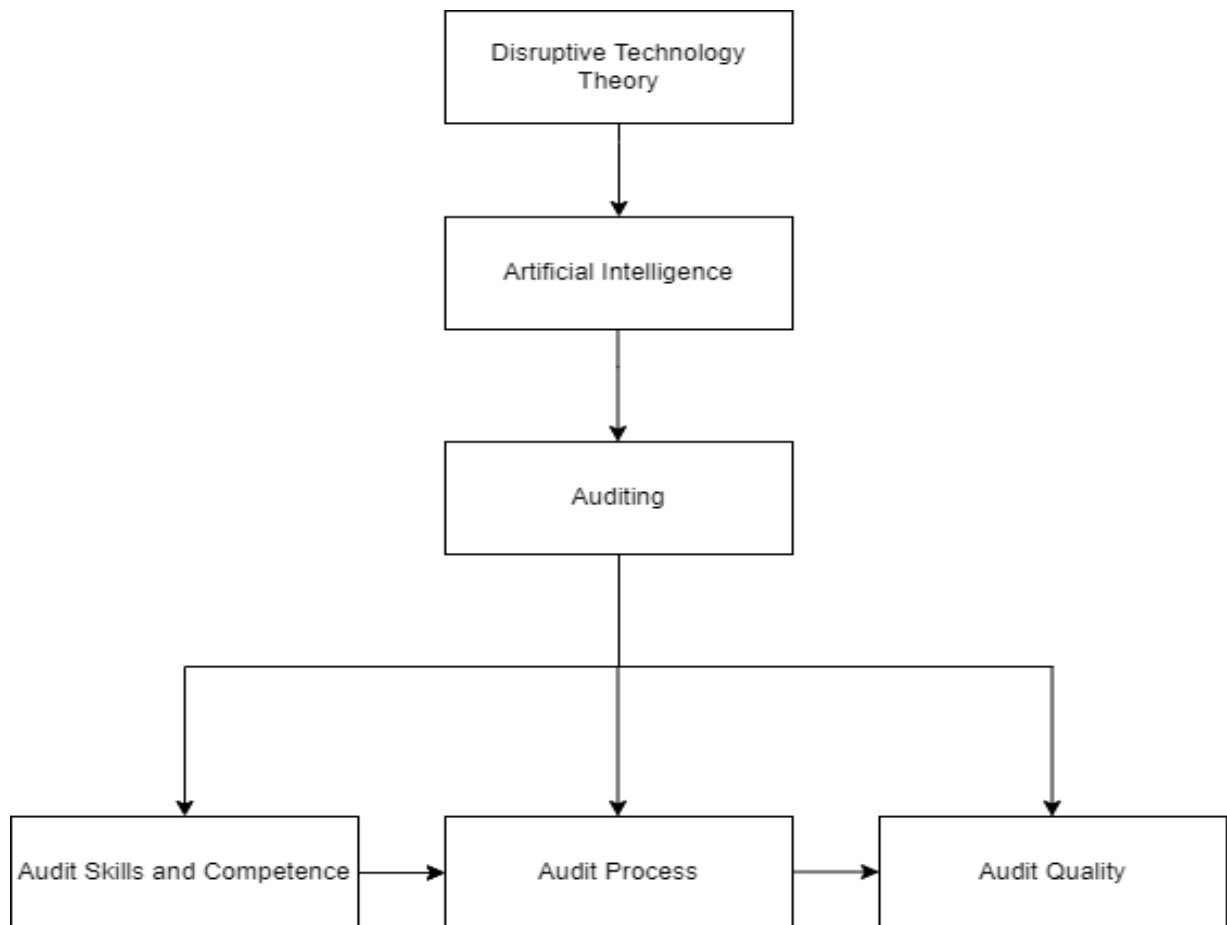 Disruptive Technology
Theory
Artificial Intelligence
Auditing
Audit Skills and Competence
Audit Process
Audit Quality